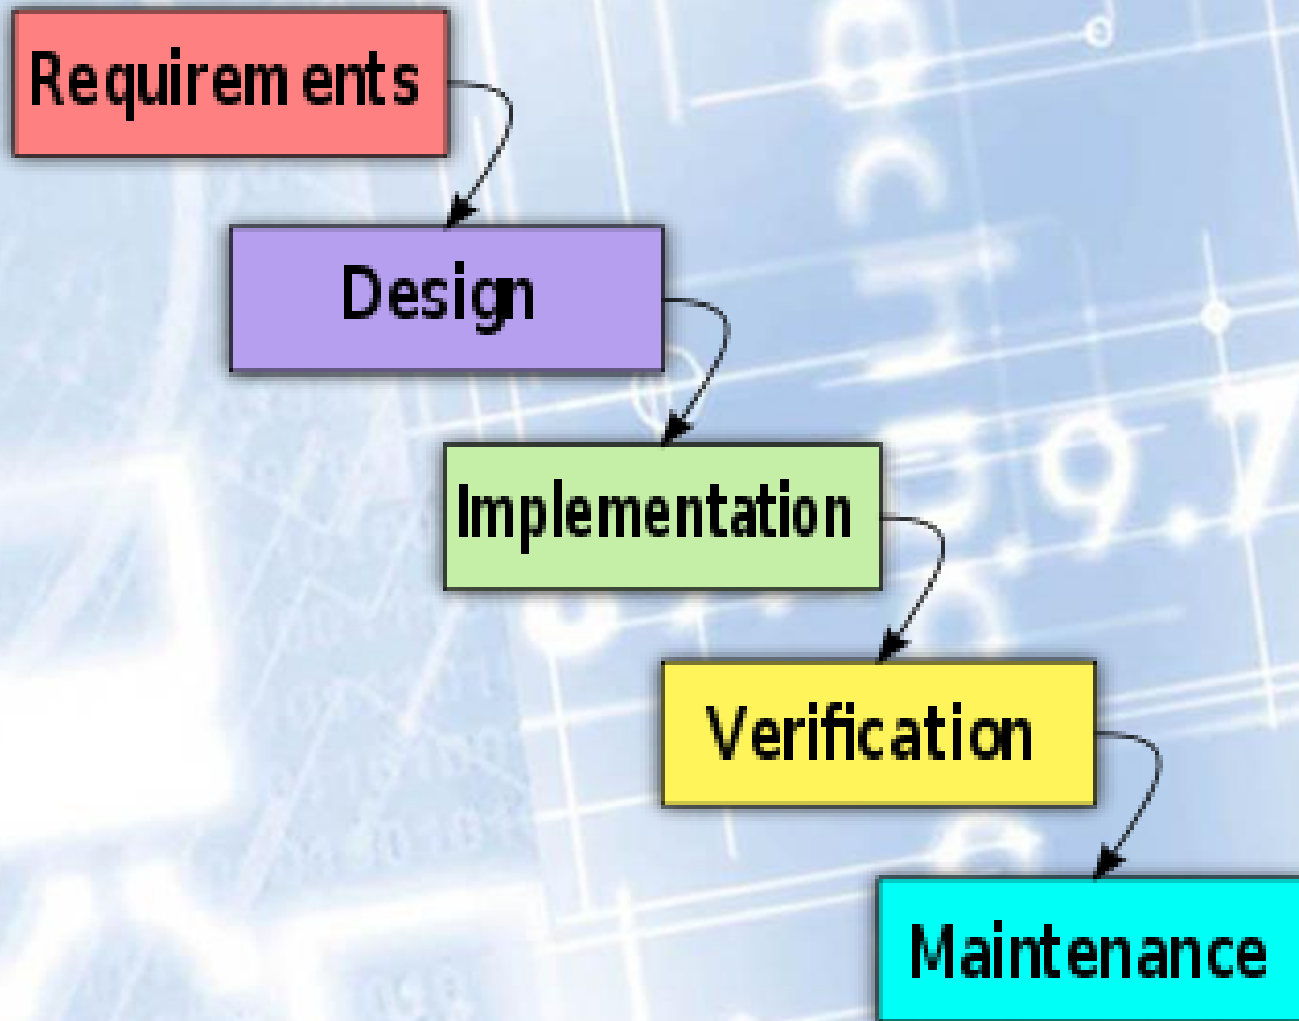 Requirements
Design
Implementation
Verification
Maintenance